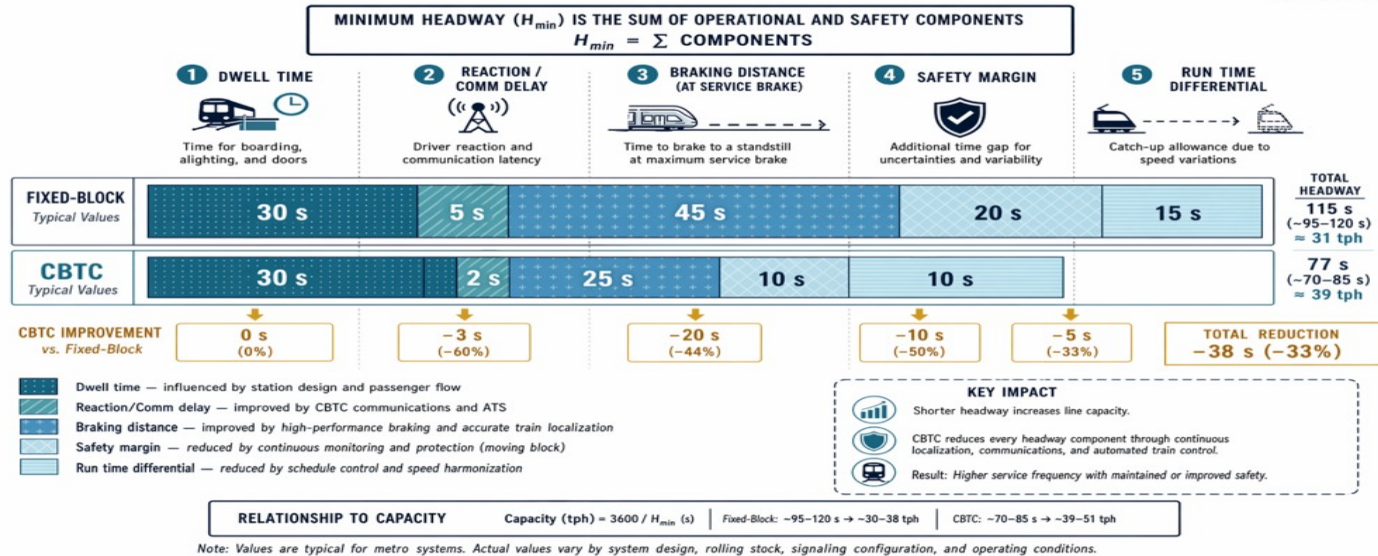 MINIMUM HEADWAY (Hmin) IS THE SUM OF OPERATIONAL AND SAFETY COMPONENTS
Hmin = Σ COMPONENTS
1 DWELL TIME
Time for boarding,
alighting, and doors
2 REACTION /
COMM DELAY
Driver reaction and
communication latency
3 BRAKING DISTANCE
(AT SERVICE BRAKE)
Time to brake to a standstill
at maximum service brake
4 SAFETY MARGIN
Additional time gap for
uncertainties and variability
5 RUN TIME
DIFFERENTIAL
Catch-up allowance due to
speed variations
FIXED-BLOCK
Typical Values
30 s
5 s
45 s
20 s
15 s
TOTAL
HEADWAY
115 s
(~95–120 s)
≈ 31 tph
CBTC
Typical Values
30 s
2 s
25 s
10 s
10 s
77 s
(~70–85 s)
≈ 39 tph
CBTC IMPROVEMENT
vs. Fixed-Block
0 s
(0%)
−3 s
(−60%)
−20 s
(−44%)
−10 s
(−50%)
−5 s
(−33%)
TOTAL REDUCTION
−38 s (−33%)
Dwell time — influenced by station design and passenger flow
Reaction/Comm delay — improved by CBTC communications and ATS
Braking distance — improved by high-performance braking and accurate train localization
Safety margin — reduced by continuous monitoring and protection (moving block)
Run time differential — reduced by schedule control and speed harmonization
KEY IMPACT
Shorter headway increases line capacity.
CBTC reduces every headway component through continuous
localization, communications, and automated train control.
Result: Higher service frequency with maintained or improved safety.
RELATIONSHIP TO CAPACITY
Capacity (tph) = 3600 / Hmin (s)
Fixed-Block: ~95–120 s → ~30–38 tph
CBTC: ~70–85 s → ~39–51 tph
Note: Values are typical for metro systems. Actual values vary by system design, rolling stock, signaling configuration, and operating conditions.